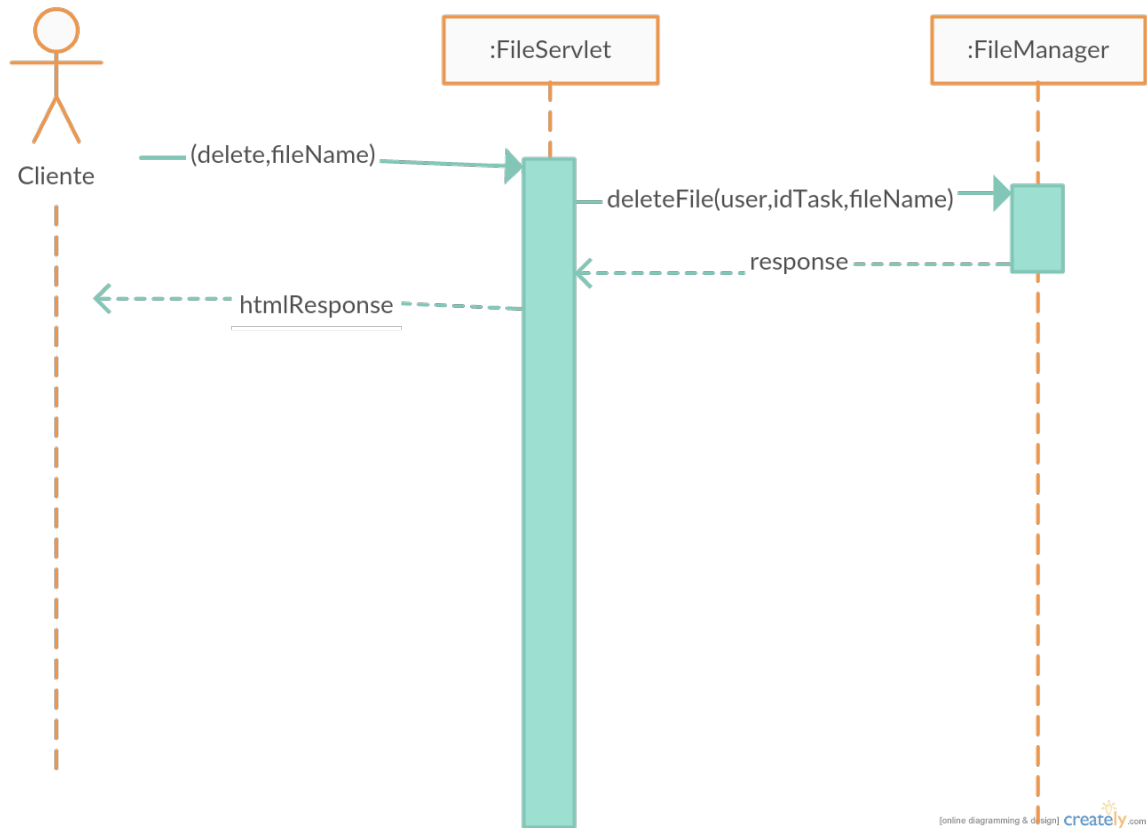 :FileServlet
:FileManager
Cliente
(delete,fileName)
deleteFile(user,idTask,fileName)
response
htmlResponse
[online diagramming & design] creately.com